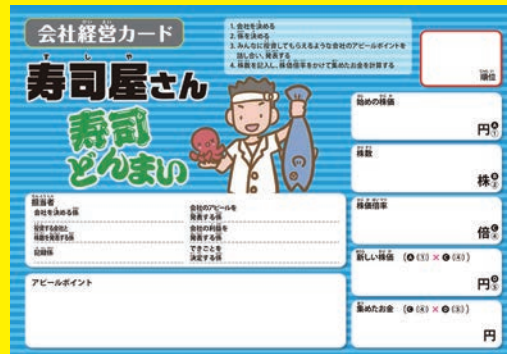 会社経営カード
寿司屋さん
寿司
どんまい
1. 会社を決める
2. 係を決める
3. みんなに投資してもらえるような会社のアピールポイントを
話し合い、発表する
4. 株数を記入し、株価倍率をかけて集めたお金を計算する
順位
始めの株価
円
株数
株
株価倍率
倍
新しい株価
円
集めたお金
円
担当者
会社を決める係
投資する会社と
株数を発表する係
記録係
会社のアピールを
発表する係
会社の利益を
発表する係
できごとを
決定する係
アピールポイント